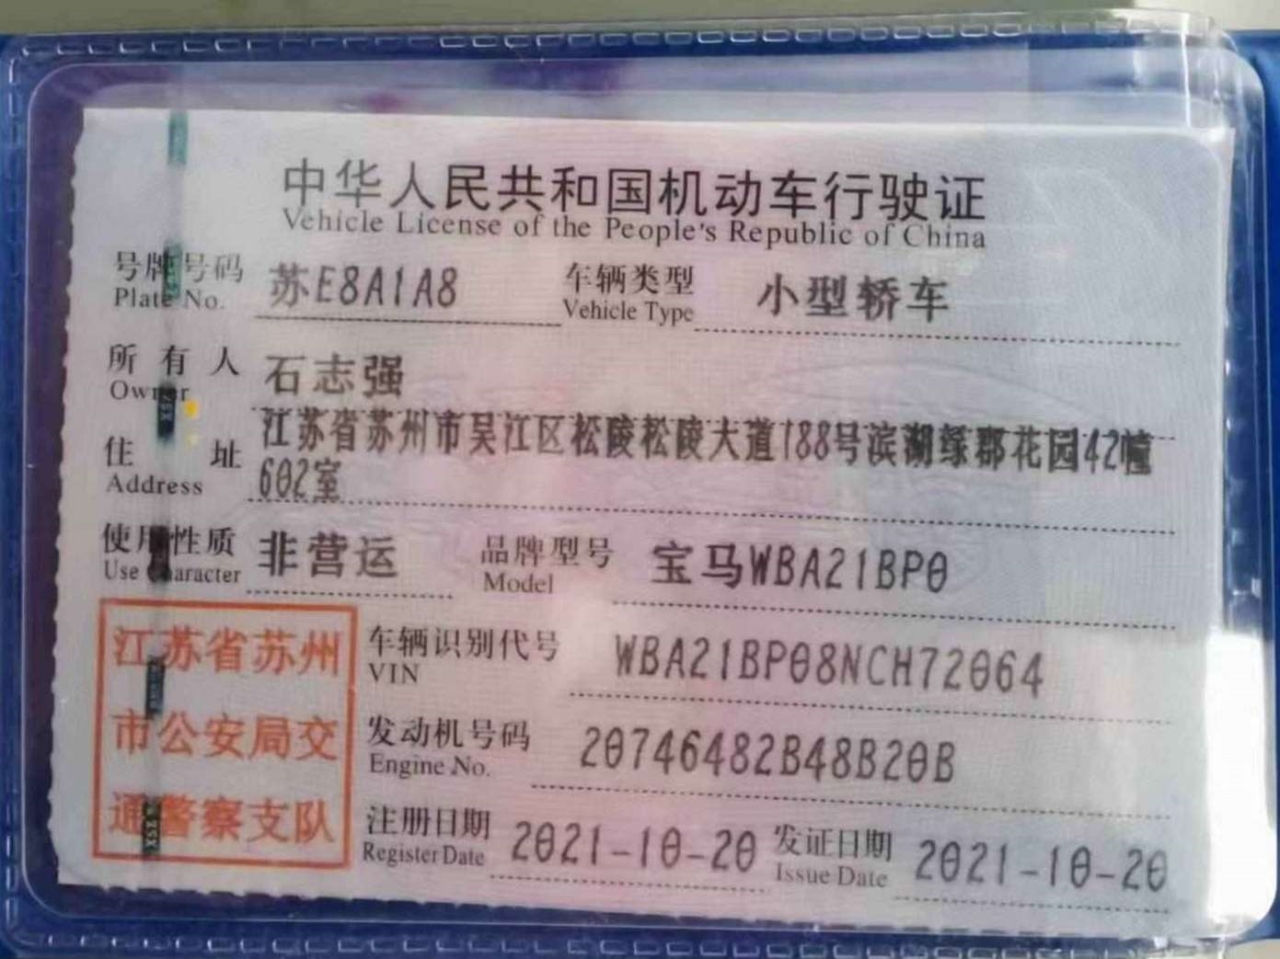 中华人民共和国机动车行驶证
Vehicle License of the People's Republic of China
号牌号码 苏E8A1A8 车辆类型 小型轿车
Plate No. Vehicle Type
所有人 石志强
Owner
住址 江苏省苏州市吴江区松陵松陵大道188号滨湖绿郡花园42幢
Address 602室
使用性质 非营运 品牌型号 宝马WBA21BP0
Use Character Model
江苏省苏州
市公安局交
通警察支队
车辆识别代号 WBA21BP08NCH72064
VIN
发动机号码 20746482B48B20B
Engine No.
注册日期 2021-10-20 发证日期 2021-10-20
Register Date Issue Date